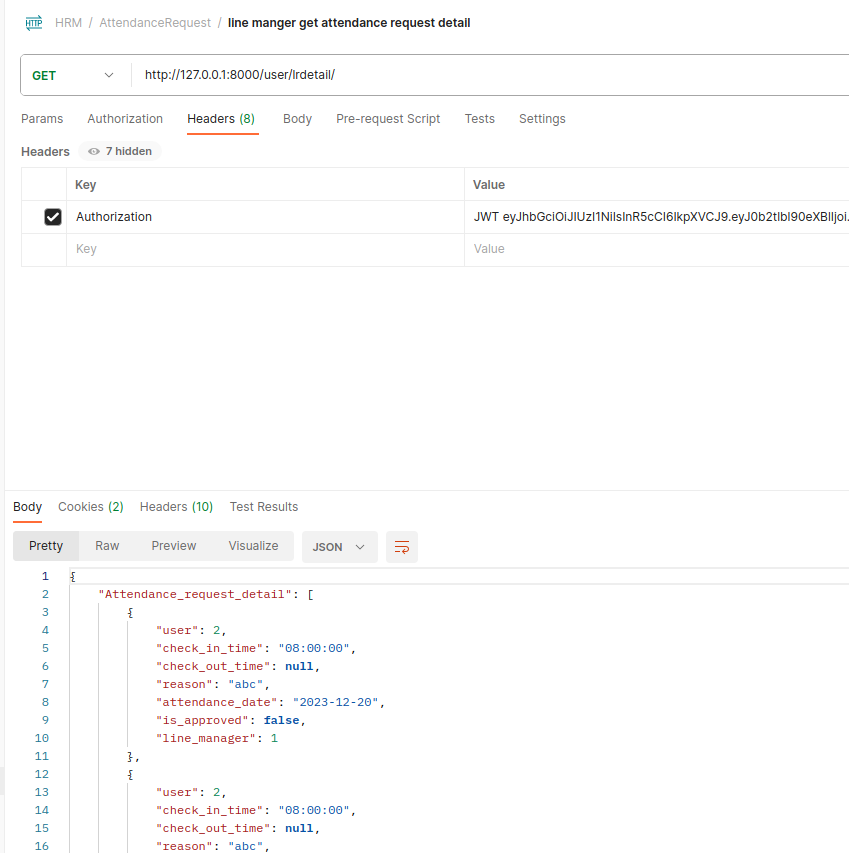 HTTP HRM / AttendanceRequest / line manger get attendance request detail
GET http://127.0.0.1:8000/user/lrdetail/
Params Authorization Headers (8) Body Pre-request Script Tests Settings
Headers 7 hidden
Key Value
Authorization JWT eyJhbGciOiJIUzI1NiIsInR5cCI6IkpXVCJ9.eyJ0b2tlbl90eXBlIjoi.
Key Value
Body Cookies (2) Headers (10) Test Results
Pretty Raw Preview Visualize JSON
1 {
2 "Attendance_request_detail": [
3 {
4 "user": 2,
5 "check_in_time": "08:00:00",
6 "check_out_time": null,
7 "reason": "abc",
8 "attendance_date": "2023-12-20",
9 "is_approved": false,
10 "line_manager": 1
11 },
12 {
13 "user": 2,
14 "check_in_time": "08:00:00",
15 "check_out_time": null,
16 "reason": "abc",